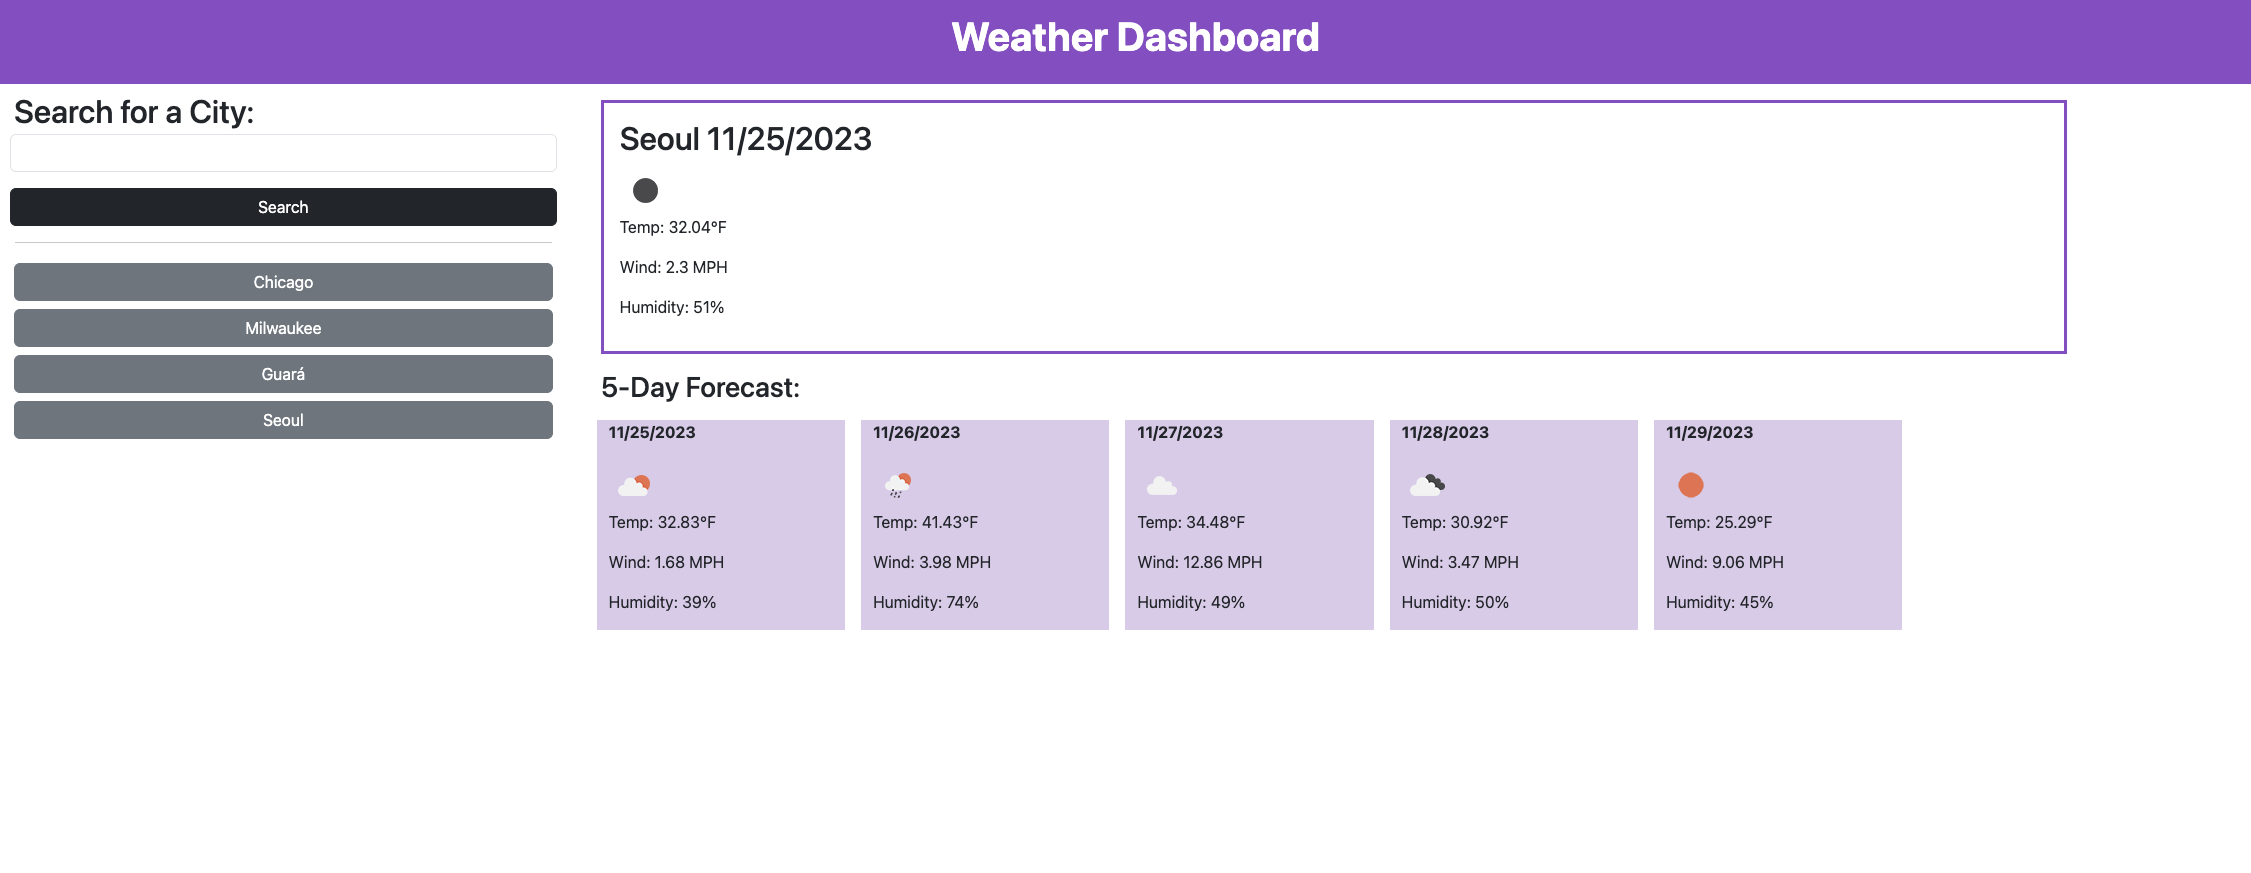 Weather Dashboard
Search for a City:
Search
Chicago
Milwaukee
Guará
Seoul
Seoul 11/25/2023
Temp: 32.04°F
Wind: 2.3 MPH
Humidity: 51%
5-Day Forecast:
11/25/2023
Temp: 32.83°F
Wind: 1.68 MPH
Humidity: 39%
11/26/2023
Temp: 41.43°F
Wind: 3.98 MPH
Humidity: 74%
11/27/2023
Temp: 34.48°F
Wind: 12.86 MPH
Humidity: 49%
11/28/2023
Temp: 30.92°F
Wind: 3.47 MPH
Humidity: 50%
11/29/2023
Temp: 25.29°F
Wind: 9.06 MPH
Humidity: 45%